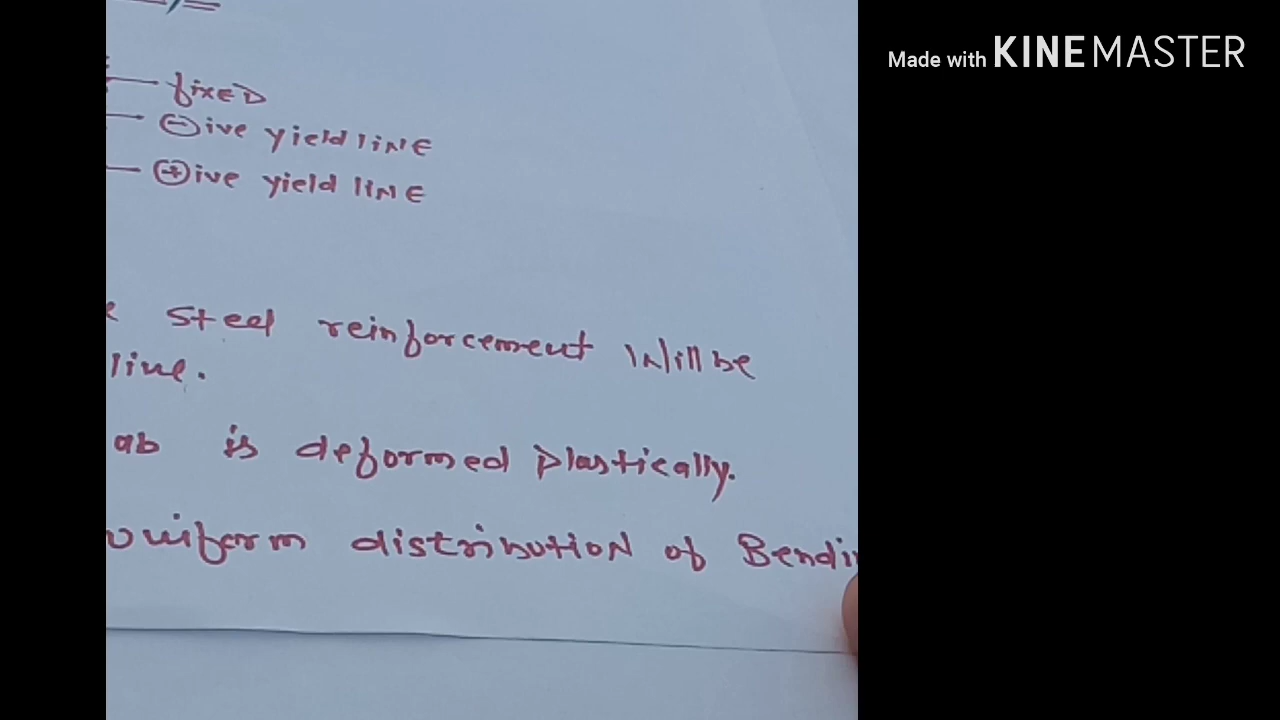 Made with KINEMASTER
fixED
⊖ive yield liNE
⊕ive yield liNE
steel reinforcement Will be
line.
ab is deformed plastically.
uniform distribution of Bendi